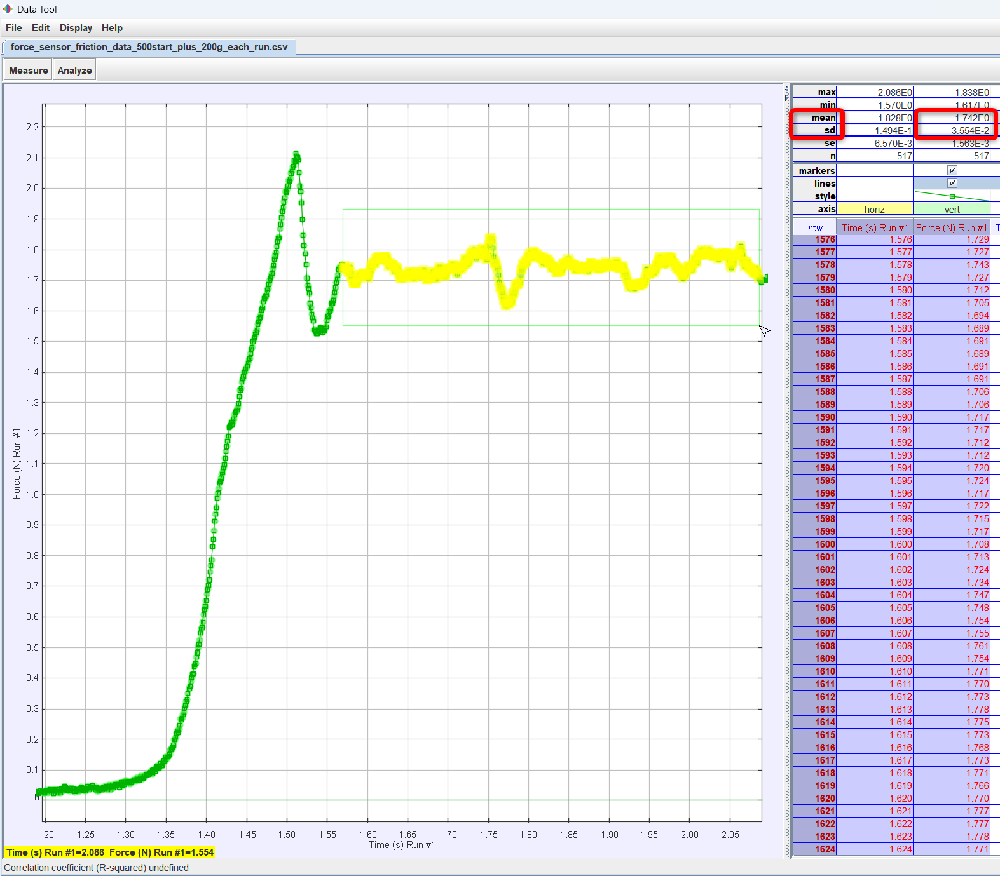 Data Tool
File Edit Display Help
force_sensor_friction_data_500start_plus_200g_each_run.csv
Measure Analyze
2.2
2.1
2.0
1.9
1.8
1.7
1.6
1.5
1.4
1.3
1.2
1.1
1.0
0.9
0.8
0.7
0.6
0.5
0.4
0.3
0.2
0.1
0
Force (N) Run #1
1.20 1.25 1.30 1.35 1.40 1.45 1.50 1.55 1.60 1.65 1.70 1.75 1.80 1.85 1.90 1.95 2.00 2.05
Time (s) Run #1
Time (s) Run #1=2.086 Force (N) Run #1=1.554
Correlation coefficient (R-squared) undefined
max 2.086E0 1.838E0
min 1.570E0 1.617E0
mean 1.828E0 1.742E0
sd 1.494E-1 3.554E-2
se 6.570E-3 1.563E-3
n 517 517
markers
lines
style
axis horiz vert
row Time (s) Run #1 Force (N) Run #1 T
1576 1.576 1.729
1577 1.577 1.727
1578 1.578 1.743
1579 1.579 1.727
1580 1.580 1.712
1581 1.581 1.705
1582 1.582 1.694
1583 1.583 1.689
1584 1.584 1.691
1585 1.585 1.689
1586 1.586 1.691
1587 1.587 1.691
1588 1.588 1.706
1589 1.589 1.706
1590 1.590 1.717
1591 1.591 1.717
1592 1.592 1.712
1593 1.593 1.712
1594 1.594 1.720
1595 1.595 1.724
1596 1.596 1.717
1597 1.597 1.722
1598 1.598 1.715
1599 1.599 1.717
1600 1.600 1.708
1601 1.601 1.713
1602 1.602 1.724
1603 1.603 1.734
1604 1.604 1.747
1605 1.605 1.748
1606 1.606 1.754
1607 1.607 1.755
1608 1.608 1.761
1609 1.609 1.754
1610 1.610 1.771
1611 1.611 1.770
1612 1.612 1.773
1613 1.613 1.778
1614 1.614 1.775
1615 1.615 1.773
1616 1.616 1.768
1617 1.617 1.773
1618 1.618 1.771
1619 1.619 1.766
1620 1.620 1.770
1621 1.621 1.777
1622 1.622 1.777
1623 1.623 1.778
1624 1.624 1.771